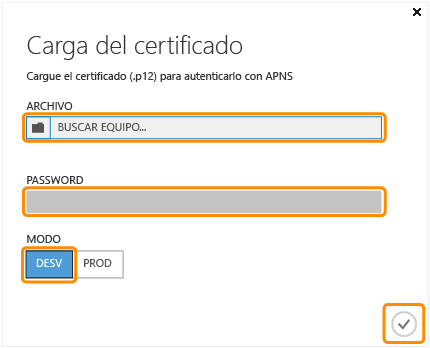 Carga del certificado
Cargue el certificado (.p12) para autenticarlo con APNS
ARCHIVO
BUSCAR EQUIPO...
PASSWORD
MODO
DESV PROD